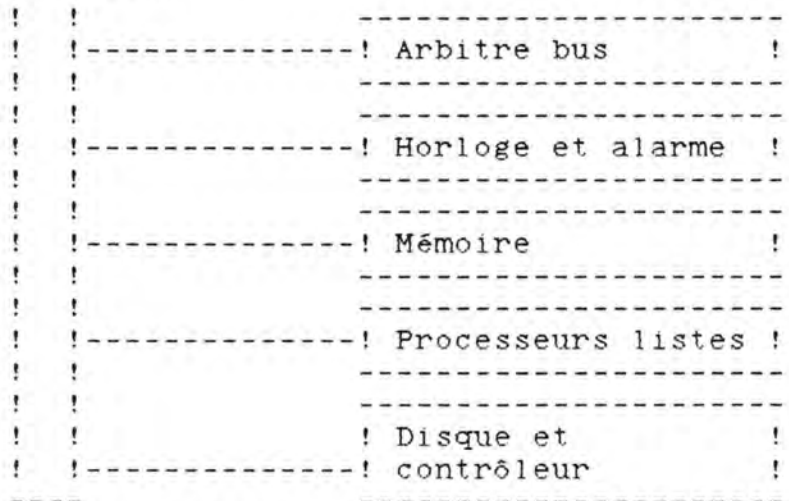 Arbitre bus
Horloge et alarme
Mémoire
Processeurs listes
Disque et
contrôleur